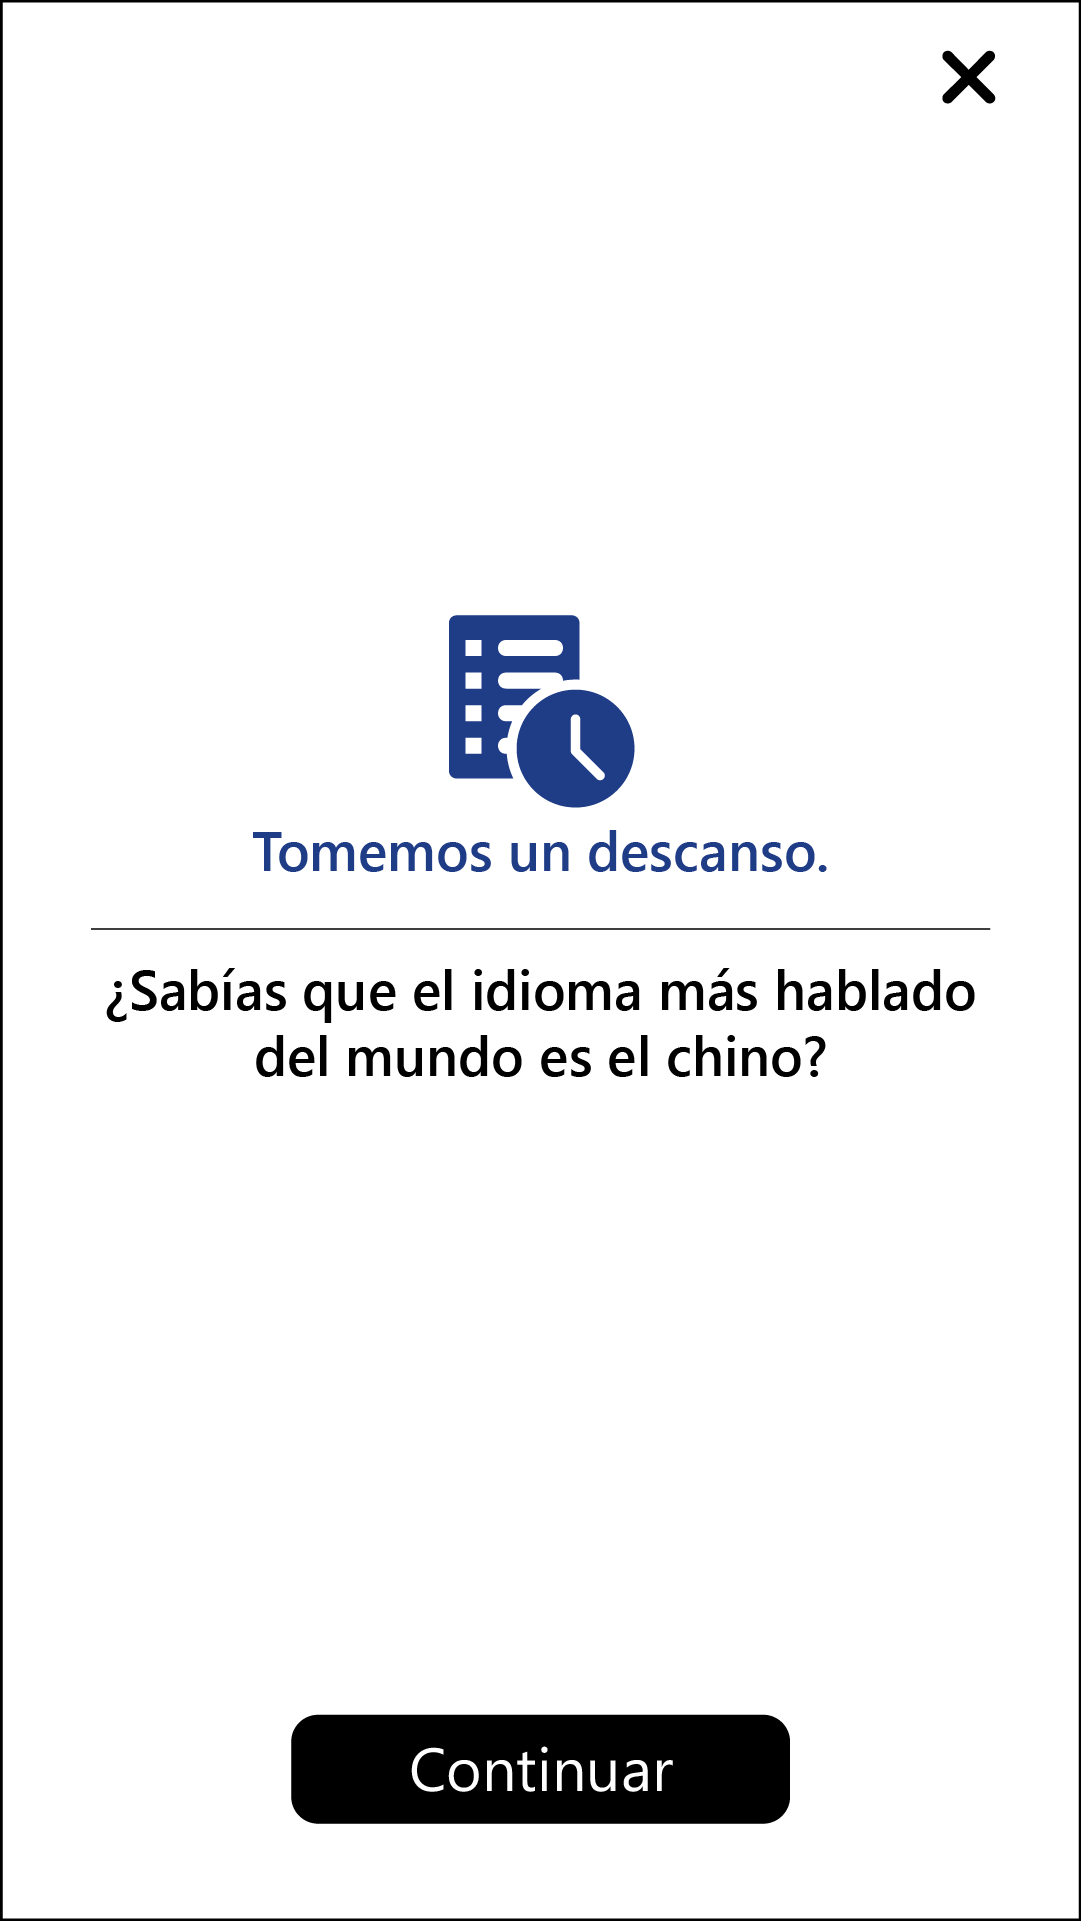 Tomemos un descanso.
¿Sabías que el idioma más hablado
del mundo es el chino?
Continuar